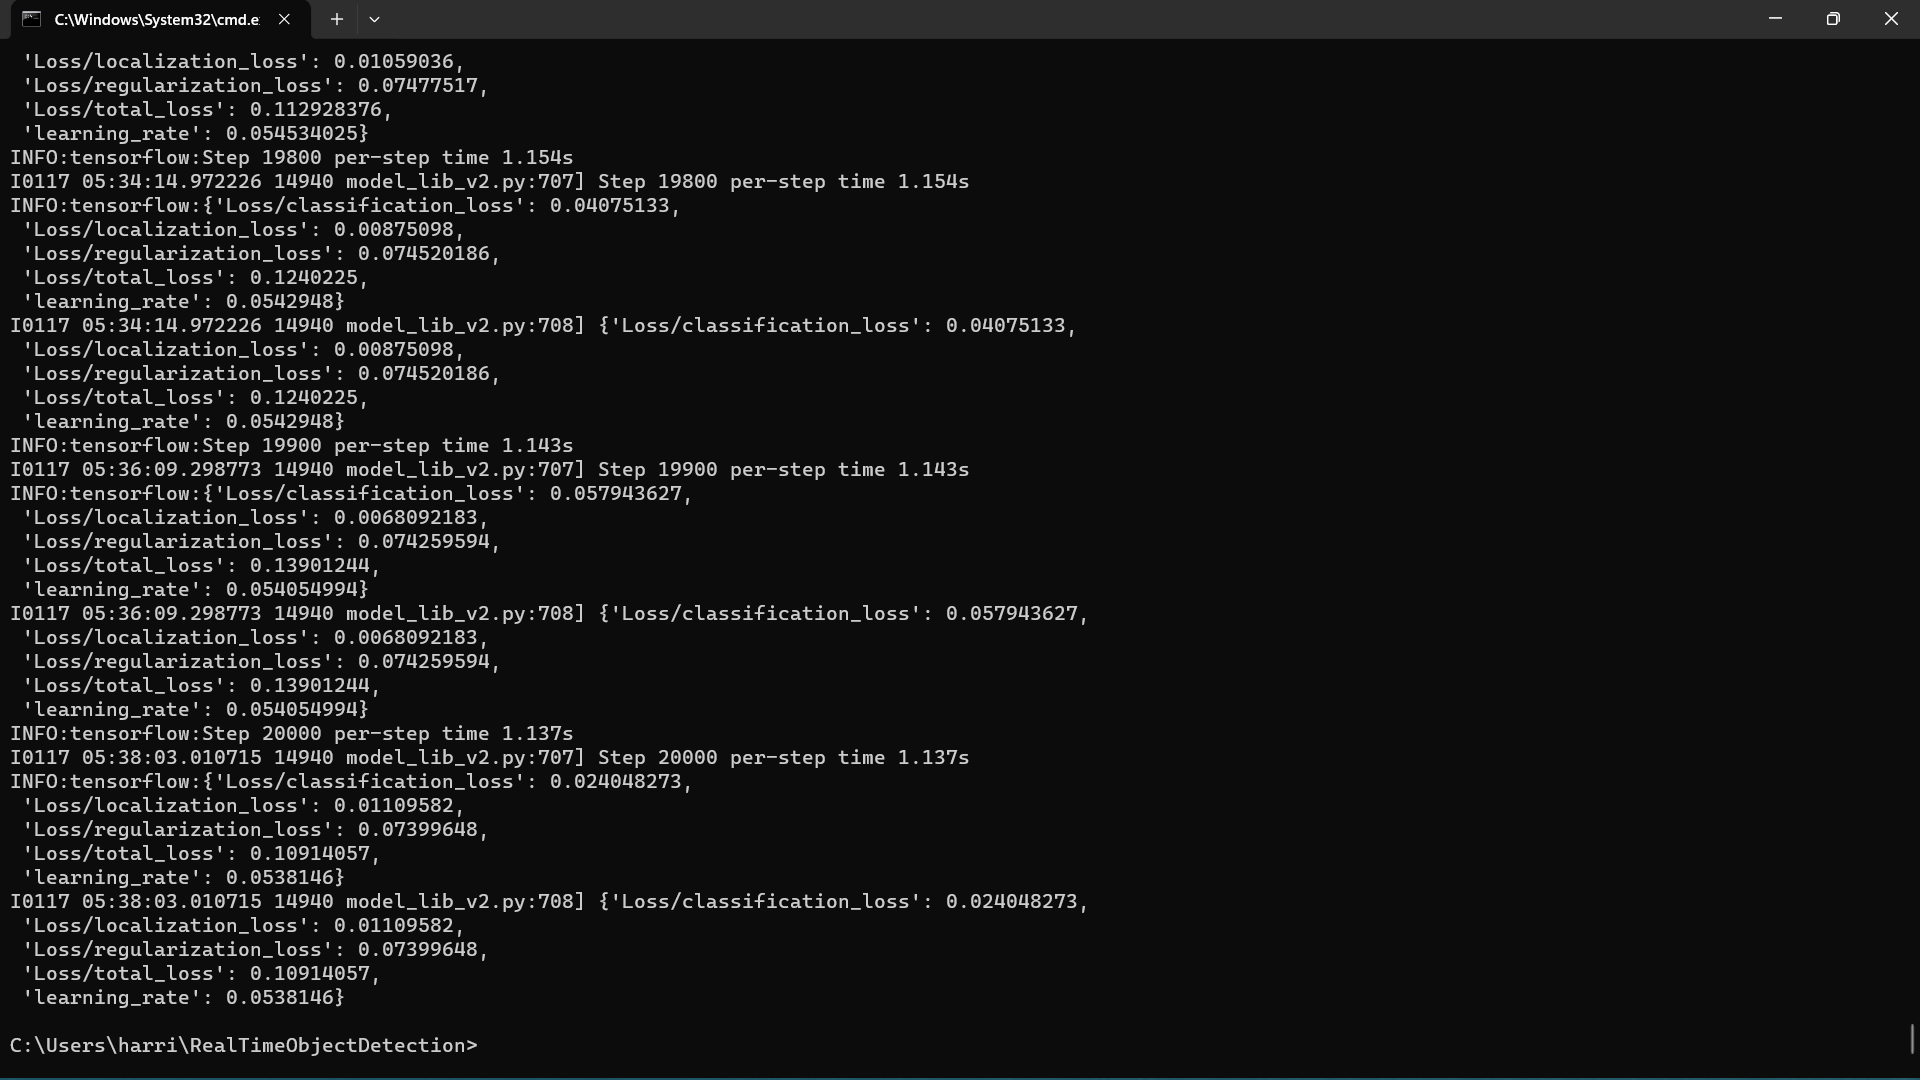 C:\Windows\System32\cmd.e
'Loss/localization_loss': 0.01059036,
'Loss/regularization_loss': 0.07477517,
'Loss/total_loss': 0.112928376,
'learning_rate': 0.054534025}
INFO:tensorflow:Step 19800 per-step time 1.154s
I0117 05:34:14.972226 14940 model_lib_v2.py:707] Step 19800 per-step time 1.154s
INFO:tensorflow:{'Loss/classification_loss': 0.04075133,
'Loss/localization_loss': 0.00875098,
'Loss/regularization_loss': 0.074520186,
'Loss/total_loss': 0.1240225,
'learning_rate': 0.0542948}
I0117 05:34:14.972226 14940 model_lib_v2.py:708] {'Loss/classification_loss': 0.04075133,
'Loss/localization_loss': 0.00875098,
'Loss/regularization_loss': 0.074520186,
'Loss/total_loss': 0.1240225,
'learning_rate': 0.0542948}
INFO:tensorflow:Step 19900 per-step time 1.143s
I0117 05:36:09.298773 14940 model_lib_v2.py:707] Step 19900 per-step time 1.143s
INFO:tensorflow:{'Loss/classification_loss': 0.057943627,
'Loss/localization_loss': 0.0068092183,
'Loss/regularization_loss': 0.074259594,
'Loss/total_loss': 0.13901244,
'learning_rate': 0.054054994}
I0117 05:36:09.298773 14940 model_lib_v2.py:708] {'Loss/classification_loss': 0.057943627,
'Loss/localization_loss': 0.0068092183,
'Loss/regularization_loss': 0.074259594,
'Loss/total_loss': 0.13901244,
'learning_rate': 0.054054994}
INFO:tensorflow:Step 20000 per-step time 1.137s
I0117 05:38:03.010715 14940 model_lib_v2.py:707] Step 20000 per-step time 1.137s
INFO:tensorflow:{'Loss/classification_loss': 0.024048273,
'Loss/localization_loss': 0.01109582,
'Loss/regularization_loss': 0.07399648,
'Loss/total_loss': 0.10914057,
'learning_rate': 0.0538146}
I0117 05:38:03.010715 14940 model_lib_v2.py:708] {'Loss/classification_loss': 0.024048273,
'Loss/localization_loss': 0.01109582,
'Loss/regularization_loss': 0.07399648,
'Loss/total_loss': 0.10914057,
'learning_rate': 0.0538146}
C:\Users\harri\RealTimeObjectDetection>